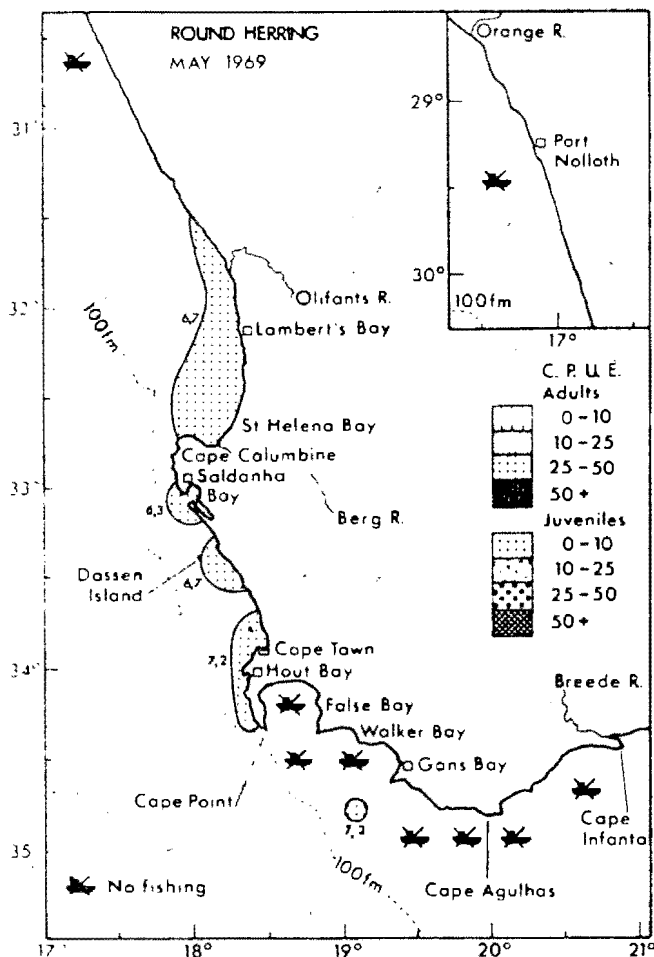 ROUND HERRING
MAY 1969
Orange R.
29°
Port
Nolloth
30°
100fm
17°
31°
32°
33°
34°
35
Olifants R.
100fm
6,7
Lambert's Bay
St Helena Bay
Cape Columbine
Saldanha
Bay
6,3
Berg R.
Dassen
Island
6,7
C. P. U. E.
Adults
0-10
10-25
25-50
50+
Juveniles
0-10
10-25
25-50
50+
7,2
Cape Town
Hout Bay
False Bay
Walker Bay
Gans Bay
Breede R.
Cape Point
Cape
Infanta
100fm
Cape Agulhas
No fishing
17
18°
19°
20°
21°